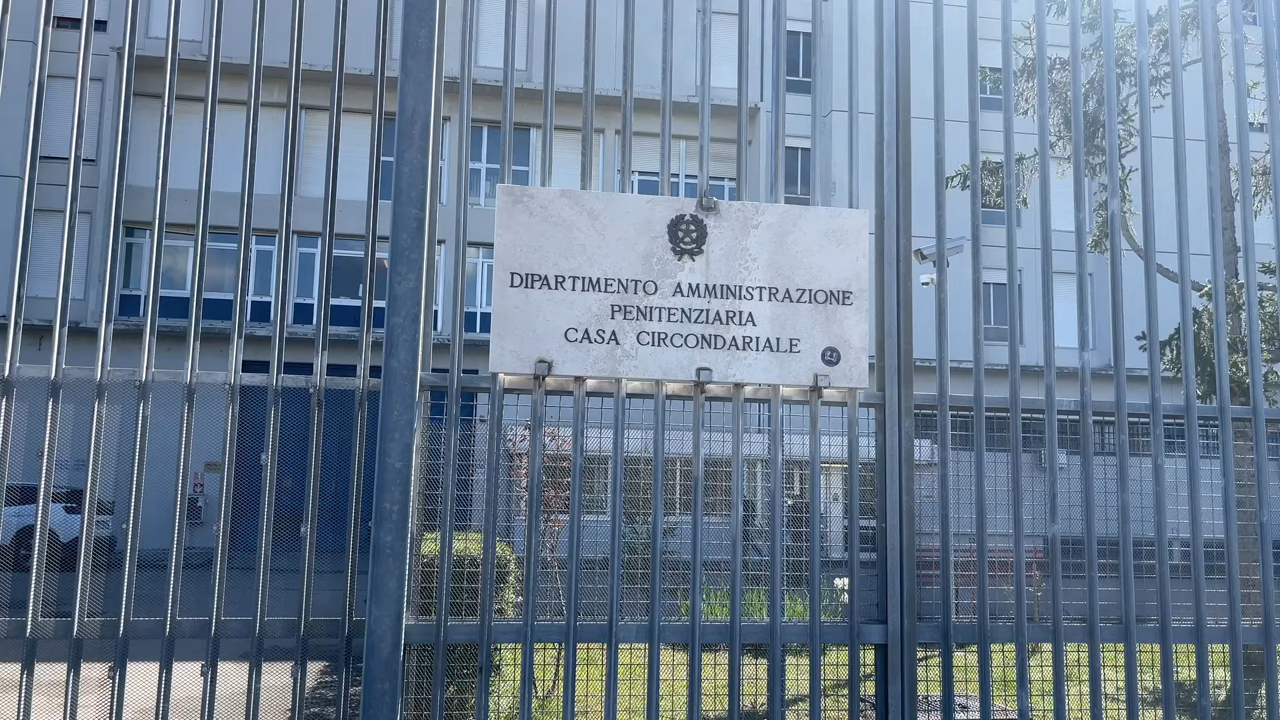 DIPARTIMENTO AMMINISTRAZIONE
PENITENZIARIA
CASA CIRCONDARIALE